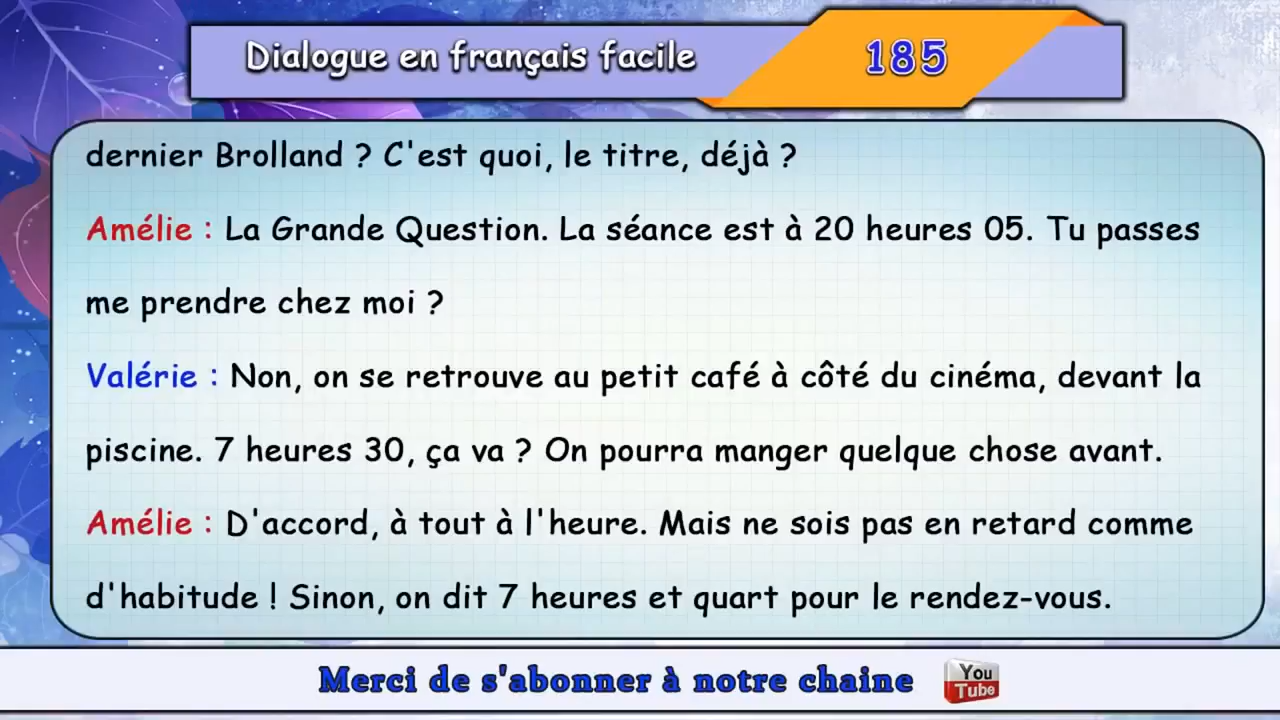 Dialogue en français facile
185
dernier Brolland ? C'est quoi, le titre, déjà ?
Amélie : La Grande Question. La séance est à 20 heures 05. Tu passes
me prendre chez moi ?
Valérie : Non, on se retrouve au petit café à côté du cinéma, devant la
piscine. 7 heures 30, ça va ? On pourra manger quelque chose avant.
Amélie : D'accord, à tout à l'heure. Mais ne sois pas en retard comme
d'habitude ! Sinon, on dit 7 heures et quart pour le rendez-vous.
Merci de s'abonner à notre chaine
You
Tube